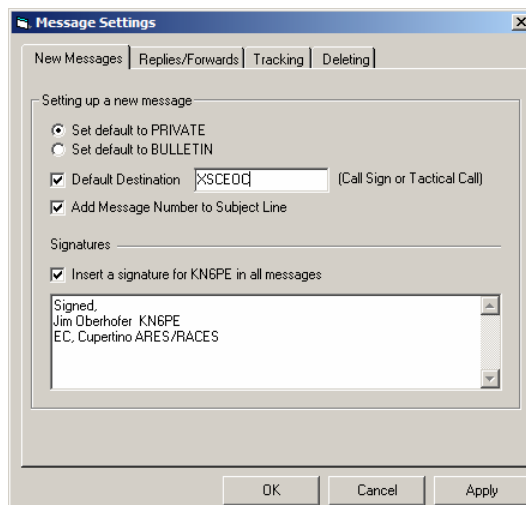 Message Settings
New Messages Replies/Forwards Tracking Deleting
Setting up a new message
Set default to PRIVATE
Set default to BULLETIN
Default Destination XSCEOC (Call Sign or Tactical Call)
Add Message Number to Subject Line
Signatures
Insert a signature for KN6PE in all messages
Signed,
Jim Oberhofer KN6PE
EC, Cupertino ARES/RACES
OK Cancel Apply